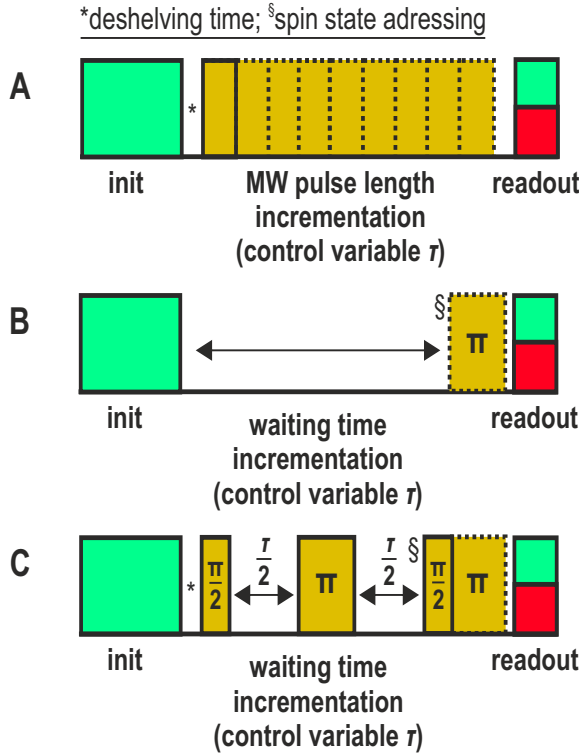 *deshelving time; §spin state adressing
A
*
init
MW pulse length
incrementation
(control variable τ)
readout
B
§
π
init
waiting time
incrementation
(control variable τ)
readout
C
*
π/2
τ/2
π
τ/2
§
π/2
π
init
waiting time
incrementation
(control variable τ)
readout